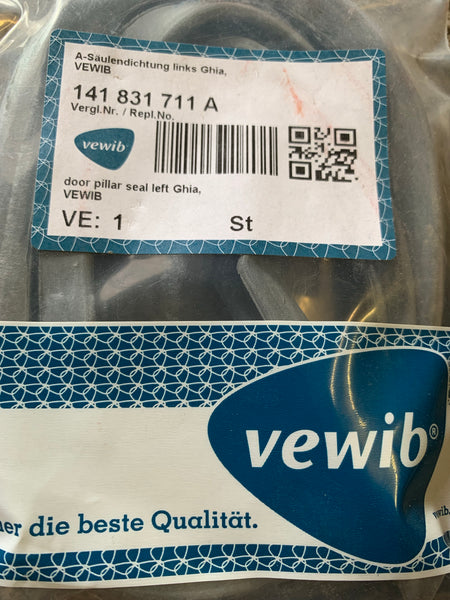 A-Säulendichtung links Ghia,
VEWIB
141 831 711 A
Vergl.Nr. / Repl.No.
vewib
door pillar seal left Ghia,
VEWIB
VE: 1 St
vewib®
die beste Qualität.